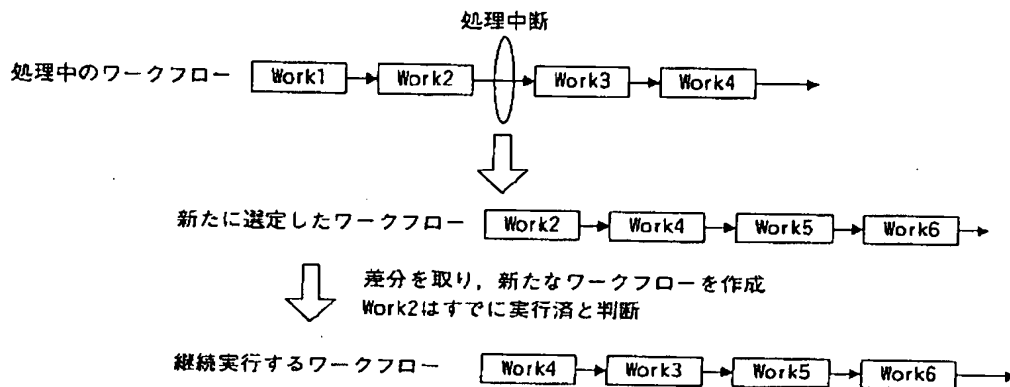 処理中断
処理中のワークフロー Work1 Work2 Work3 Work4
新たに選定したワークフロー Work2 Work4 Work5 Work6
差分を取り,新たなワークフローを作成
Work2はすでに実行済と判断
継続実行するワークフロー Work4 Work3 Work5 Work6